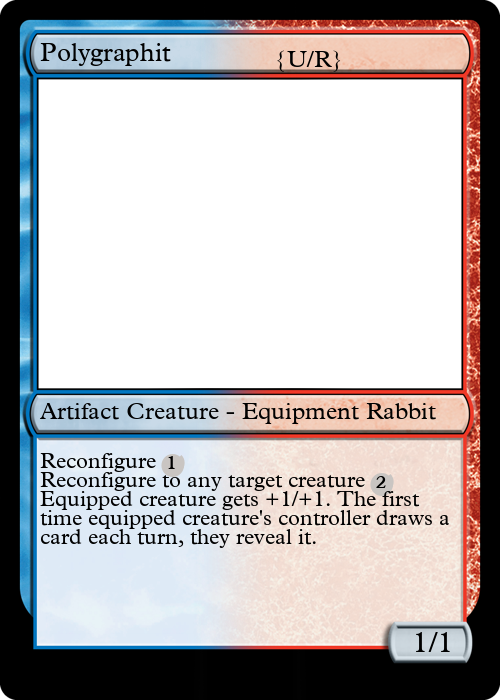 Polygraphit {U/R}
Artifact Creature - Equipment Rabbit
Reconfigure 1
Reconfigure to any target creature 2
Equipped creature gets +1/+1. The first
time equipped creature's controller draws a
card each turn, they reveal it.
1/1